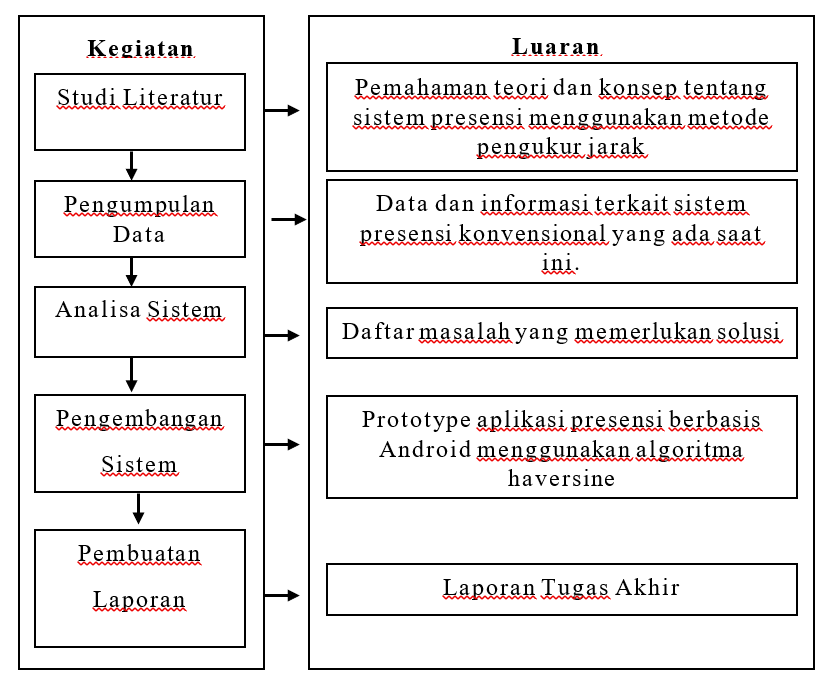 Kegiatan
Studi Literatur
Pengumpulan
Data
Analisa Sistem
Pengembangan
Sistem
Pembuatan
Laporan
Luaran
Pemahaman teori dan konsep tentang
sistem presensi menggunakan metode
pengukur jarak
Data dan informasi terkait sistem
presensi konvensional yang ada saat
ini.
Daftar masalah yang memerlukan solusi
Prototype aplikasi presensi berbasis
Android menggunakan algoritma
haversine
Laporan Tugas Akhir